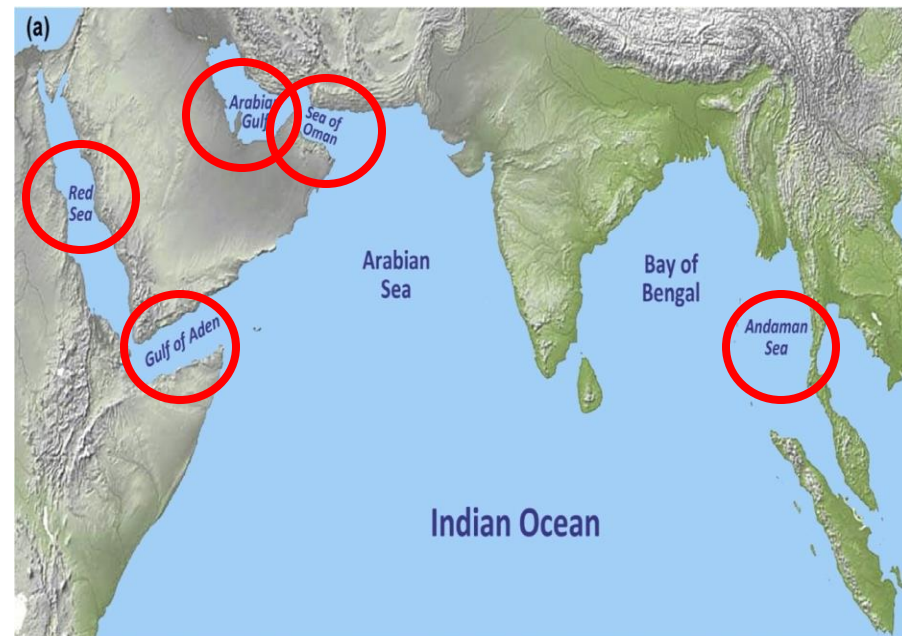 (a)
Arabian
Gulf
Sea of
Oman
Red
Sea
Arabian
Sea
Bay of
Bengal
Gulf of Aden
Andaman
Sea
Indian Ocean